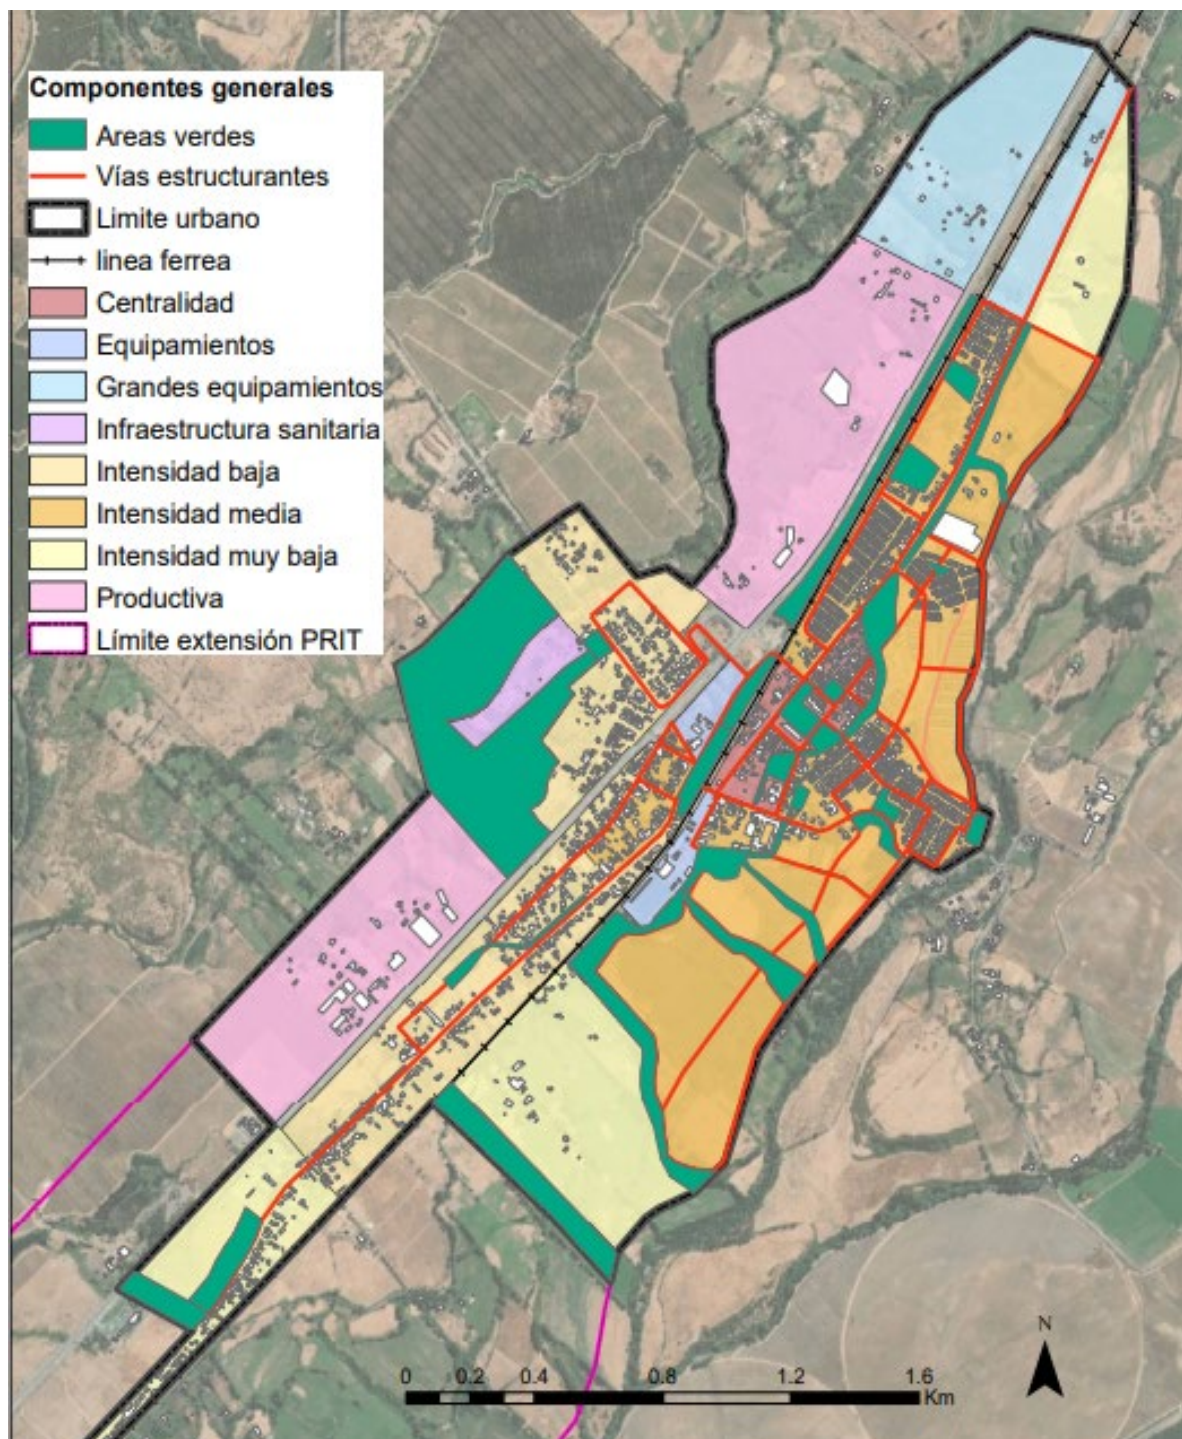 Componentes generales
Areas verdes
Vías estructurantes
Limite urbano
linea ferrea
Centralidad
Equipamientos
Grandes equipamientos
Infraestructura sanitaria
Intensidad baja
Intensidad media
Intensidad muy baja
Productiva
Límite extensión PRIT
N
0 0.2 0.4 0.8 1.2 1.6
Km